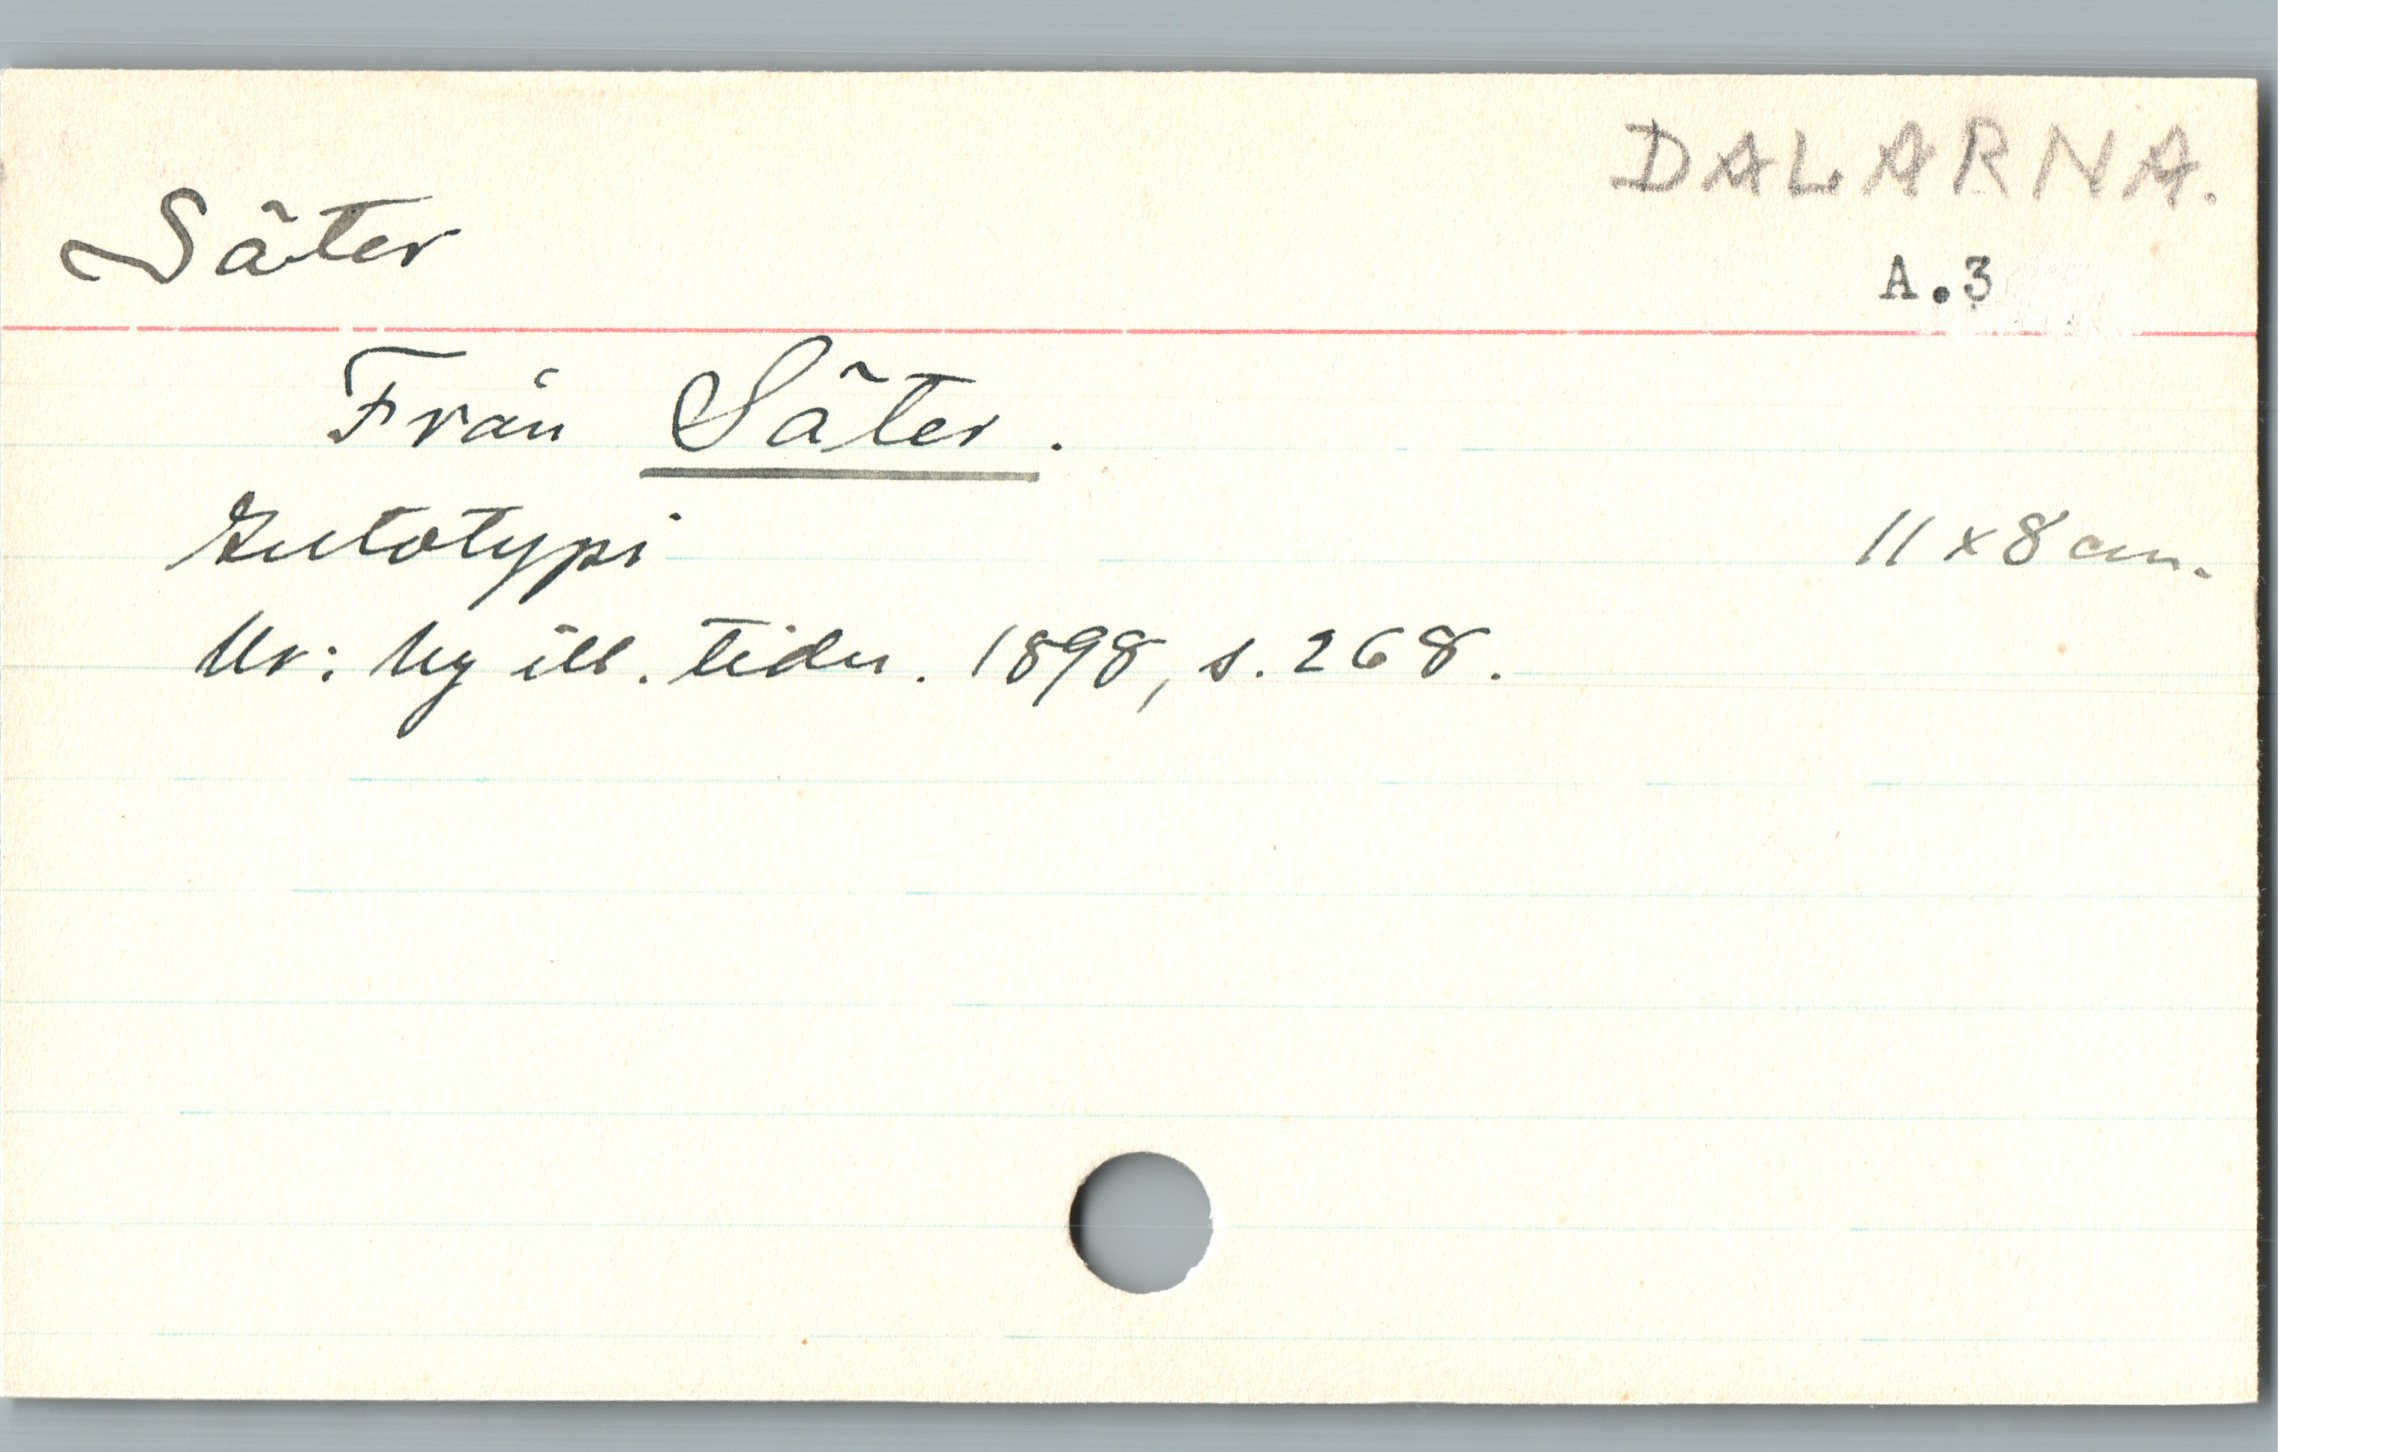 DALARNA.
Säter
A.3
Från Säter.
Autotypi 11 x 8 cm.
Ur: Ny ill. tidn. 1898, s. 268.